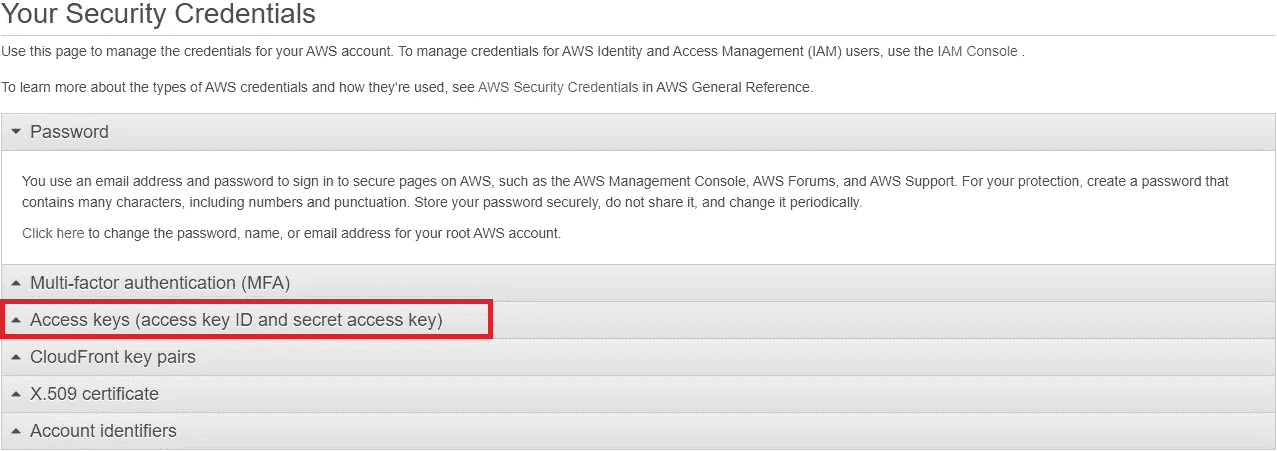 Your Security Credentials
Use this page to manage the credentials for your AWS account. To manage credentials for AWS Identity and Access Management (IAM) users, use the IAM Console .
To learn more about the types of AWS credentials and how they're used, see AWS Security Credentials in AWS General Reference.
Password
You use an email address and password to sign in to secure pages on AWS, such as the AWS Management Console, AWS Forums, and AWS Support. For your protection, create a password that
contains many characters, including numbers and punctuation. Store your password securely, do not share it, and change it periodically.
Click here to change the password, name, or email address for your root AWS account.
Multi-factor authentication (MFA)
Access keys (access key ID and secret access key)
CloudFront key pairs
X.509 certificate
Account identifiers